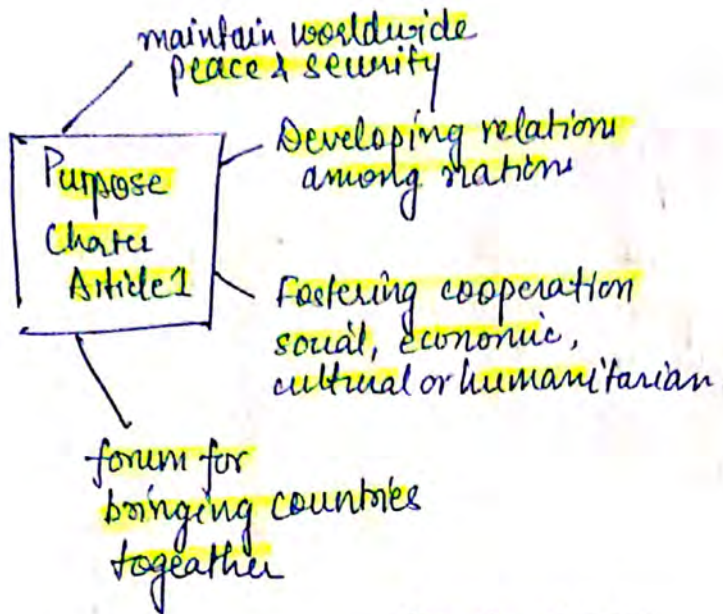 maintain worldwide
peace & security
Purpose
Charter
Article 1
Developing relations
among nations
Fostering cooperation
social, economic,
cultural or humanitarian
forum for
bringing countries
togeather